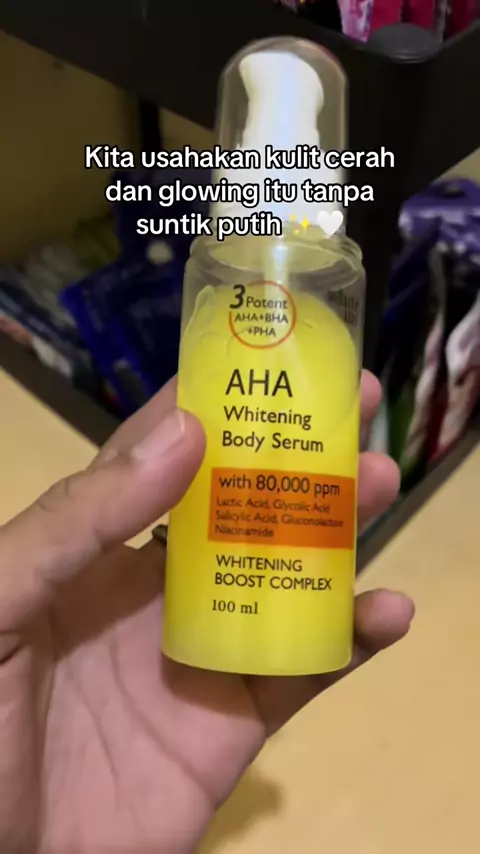 Kita usahakan kulit cerah
dan glowing itu tanpa
suntik putih ✨🤍
3 Potent
AHA+BHA
+PHA
AHA
Whitening
Body Serum
with 80,000 ppm
Lactic Acid, Glycolic Acid
Salicylic Acid, Gluconolactone
Niacinamide
WHITENING
BOOST COMPLEX
100 ml